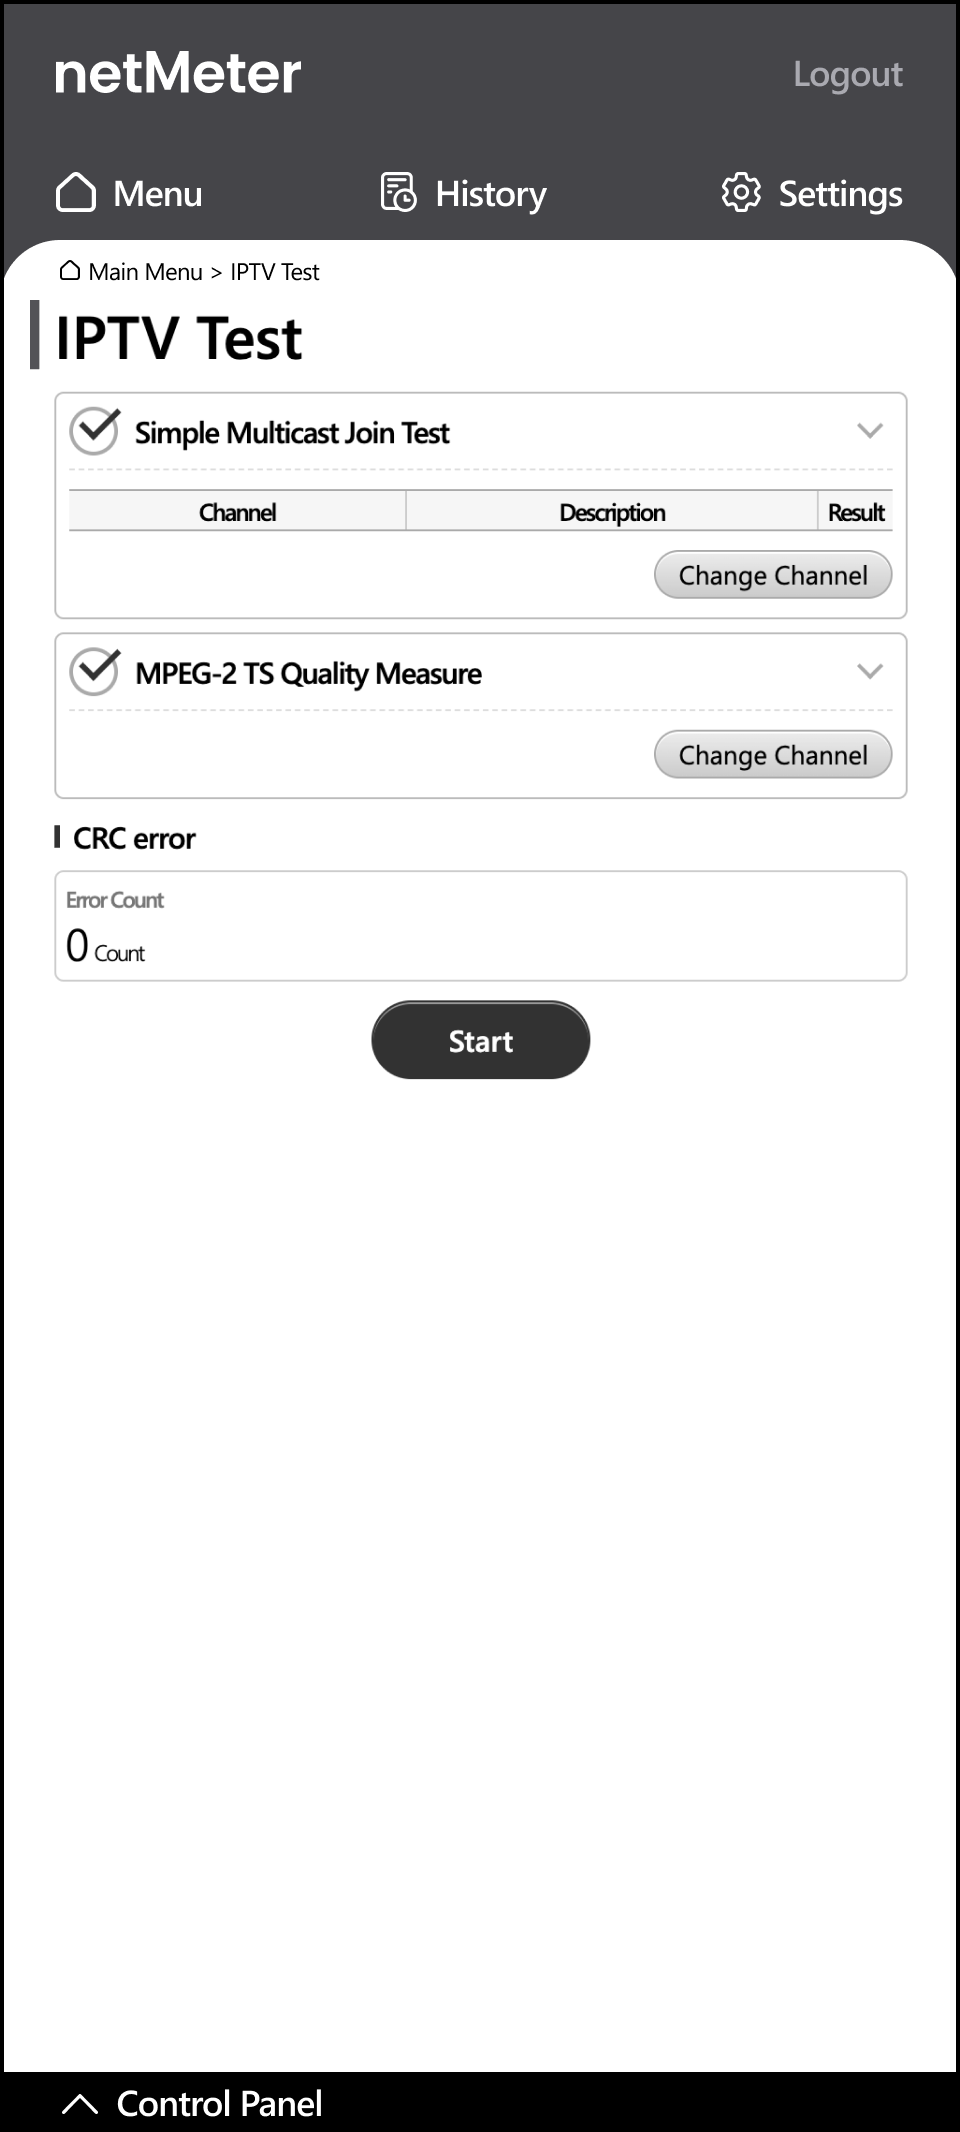 netMeter
Logout
Menu
History
Settings
Main Menu > IPTV Test
IPTV Test
Simple Multicast Join Test
Channel
Description
Result
Change Channel
MPEG-2 TS Quality Measure
Change Channel
CRC error
Error Count
0 Count
Start
Control Panel